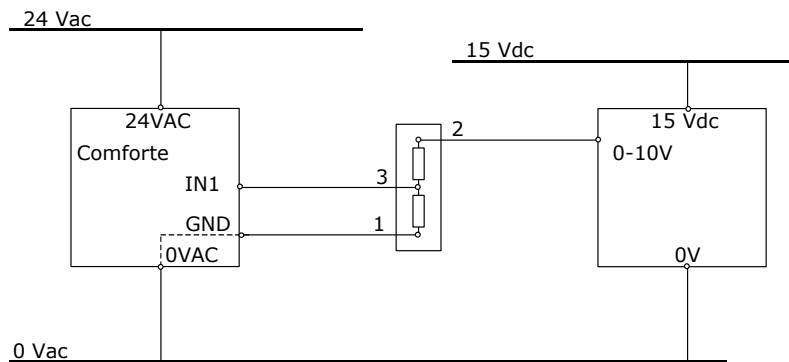 24 Vac
15 Vdc
24VAC
Comforte
IN1
GND
0VAC
3
1
2
15 Vdc
0-10V
0V
0 Vac